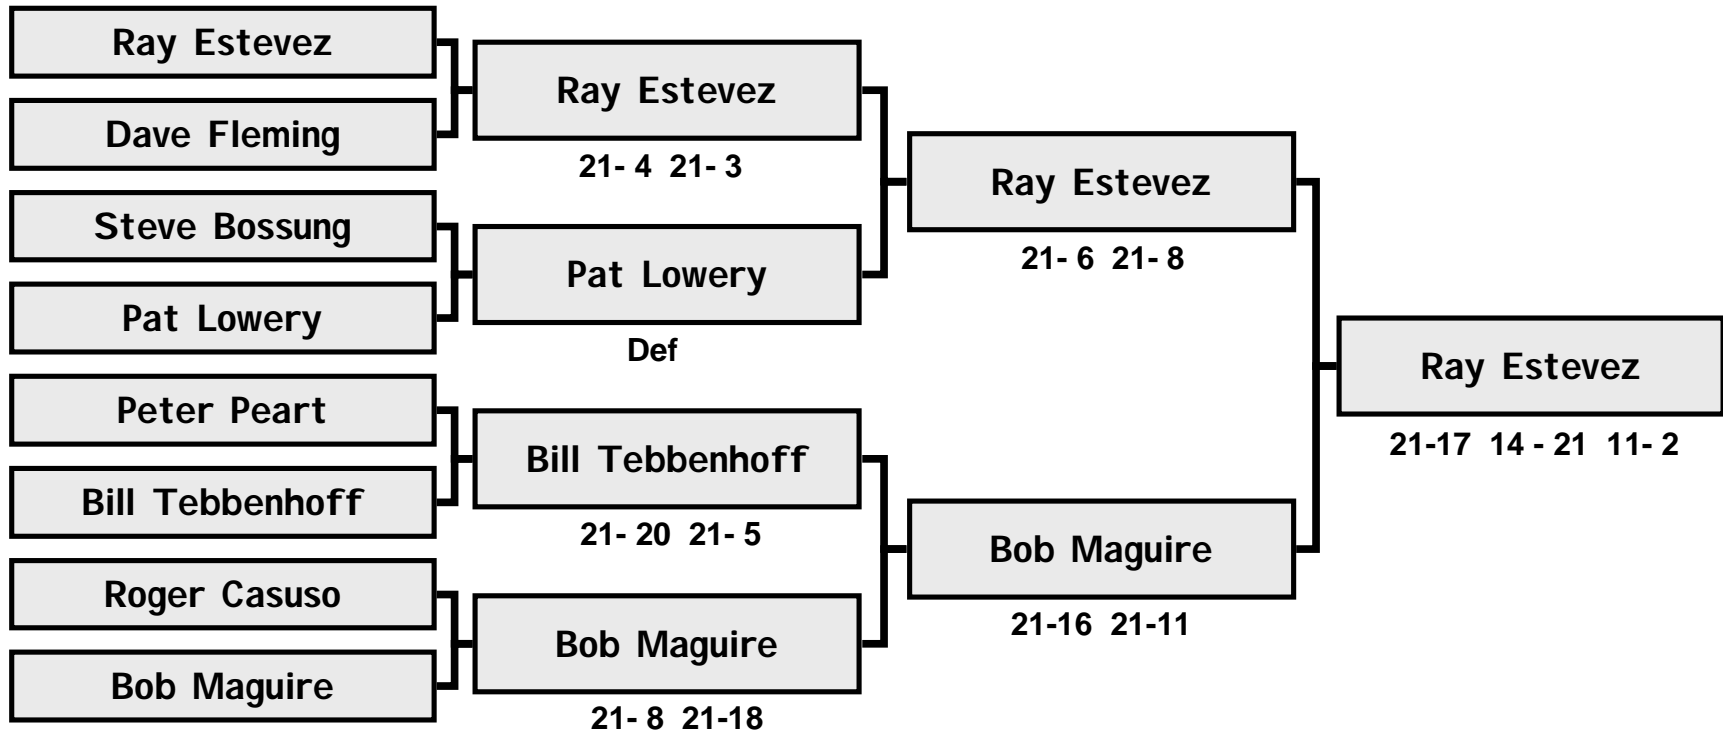 Ray Estevez
Dave Fleming
Steve Bossung
Pat Lowery
Peter Peart
Bill Tebbenhoff
Roger Casuso
Bob Maguire
Ray Estevez
21- 4 21- 3
Pat Lowery
Def
Bill Tebbenhoff
21- 20 21- 5
Bob Maguire
21- 8 21-18
Ray Estevez
21- 6 21- 8
Bob Maguire
21-16 21-11
Ray Estevez
21-17 14 - 21 11- 2